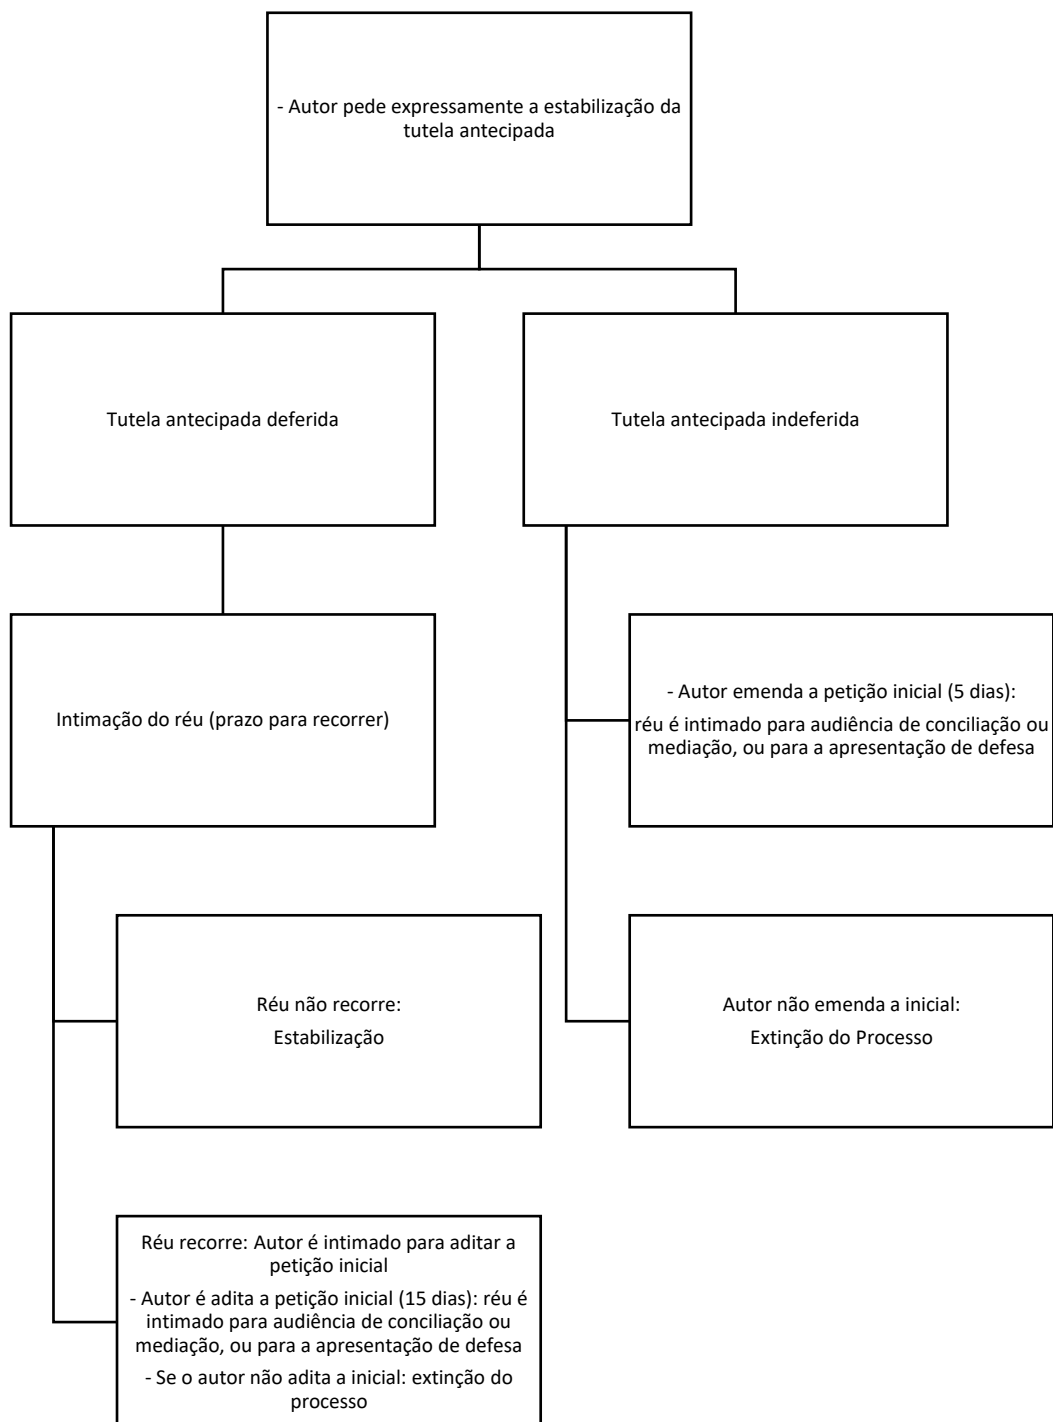 - Autor pede expressamente a estabilização da
tutela antecipada
Tutela antecipada deferida
Tutela antecipada indeferida
Intimação do réu (prazo para recorrer)
- Autor emenda a petição inicial (5 dias):
réu é intimado para audiência de conciliação ou
mediação, ou para a apresentação de defesa
Réu não recorre:
Estabilização
Autor não emenda a inicial:
Extinção do Processo
Réu recorre: Autor é intimado para aditar a
petição inicial
- Autor é adita a petição inicial (15 dias): réu é
intimado para audiência de conciliação ou
mediação, ou para a apresentação de defesa
- Se o autor não adita a inicial: extinção do
processo